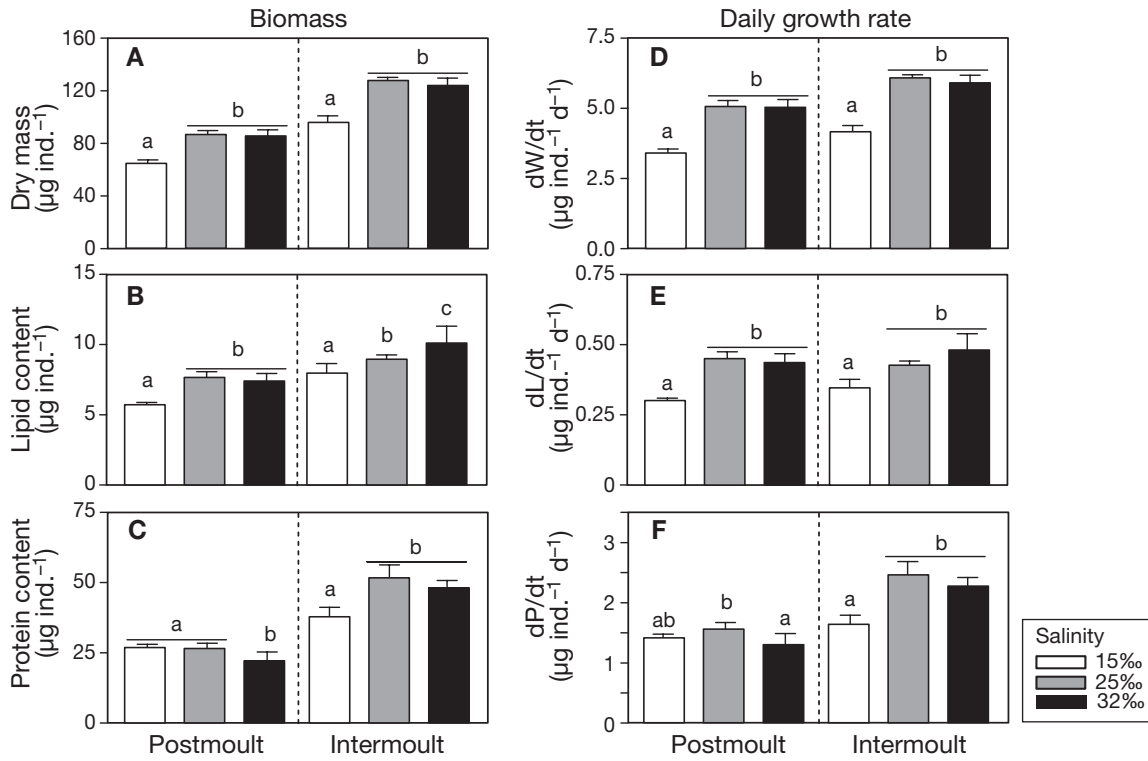 Biomass
Daily growth rate
A
Dry mass
(µg ind.⁻¹)
160
120
80
40
0
a
b
a
b
D
dW/dt
(µg ind.⁻¹ d⁻¹)
7.5
5.0
2.5
0.0
a
b
a
b
B
Lipid content
(µg ind.⁻¹)
15
10
5
0
a
b
a
b
c
E
dL/dt
(µg ind.⁻¹ d⁻¹)
0.75
0.50
0.25
0
a
b
a
b
C
Protein content
(µg ind.⁻¹)
75
50
25
0
a
b
a
b
Postmoult
Intermoult
F
dP/dt
(µg ind.⁻¹ d⁻¹)
3
2
1
0
ab
b
a
a
b
Postmoult
Intermoult
Salinity
15‰
25‰
32‰